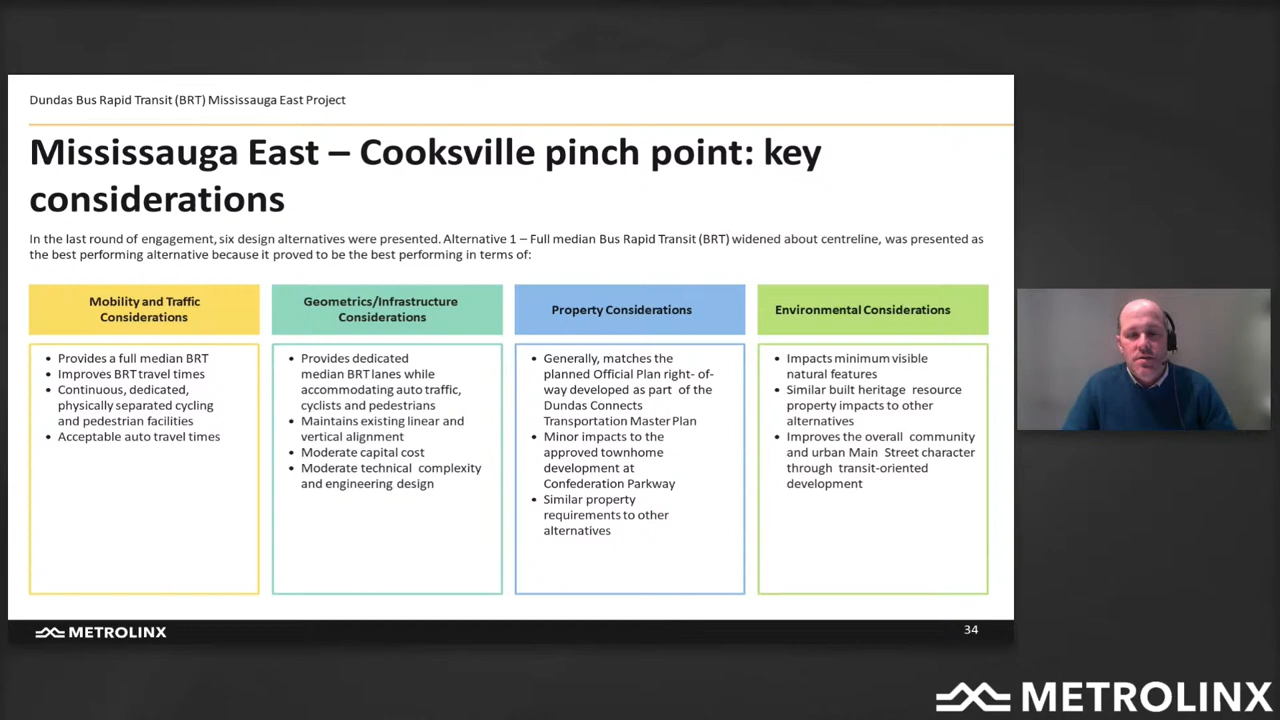 Dundas Bus Rapid Transit (BRT) Mississauga East Project
Mississauga East – Cooksville pinch point: key
considerations
In the last round of engagement, six design alternatives were presented. Alternative 1 – Full median Bus Rapid Transit (BRT) widened about centreline, was presented as
the best performing alternative because it proved to be the best performing in terms of:
Mobility and Traffic
Considerations
• Provides a full median BRT
• Improves BRT travel times
• Continuous, dedicated,
physically separated cycling
and pedestrian facilities
• Acceptable auto travel times
Geometrics/Infrastructure
Considerations
• Provides dedicated
median BRT lanes while
accommodating auto traffic,
cyclists and pedestrians
• Maintains existing linear and
vertical alignment
• Moderate capital cost
• Moderate technical complexity
and engineering design
Property Considerations
• Generally, matches the
planned Official Plan right- of-
way developed as part of the
Dundas Connects
Transportation Master Plan
• Minor impacts to the
approved townhome
development at
Confederation Parkway
• Similar property
requirements to other
alternatives
Environmental Considerations
• Impacts minimum visible
natural features
• Similar built heritage resource
property impacts to other
alternatives
• Improves the overall community
and urban Main Street character
through transit-oriented
development
METROLINX
34
METROLINX